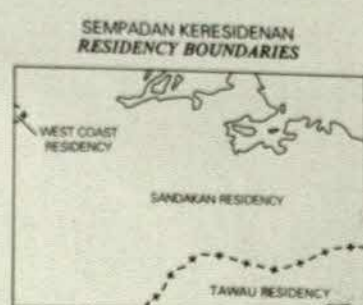 SEMPADAN KERESIDENAN
RESIDENCY BOUNDARIES
WEST COAST
RESIDENCY
SANDAKAN RESIDENCY
TAWAU RESIDENCY